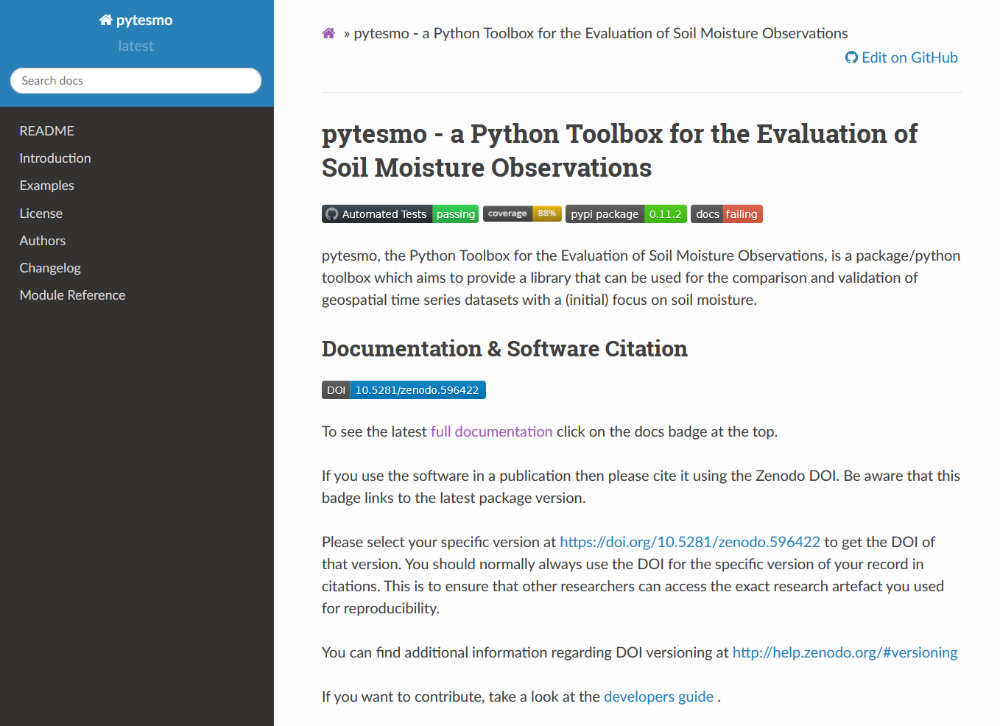 pytesmo
latest
Search docs
README
Introduction
Examples
License
Authors
Changelog
Module Reference
» pytesmo - a Python Toolbox for the Evaluation of Soil Moisture Observations
Edit on GitHub
pytesmo - a Python Toolbox for the Evaluation of
Soil Moisture Observations
Automated Tests passing coverage 88% pypi package 0.11.2 docs failing
pytesmo, the Python Toolbox for the Evaluation of Soil Moisture Observations, is a package/python
toolbox which aims to provide a library that can be used for the comparison and validation of
geospatial time series datasets with a (initial) focus on soil moisture.
Documentation & Software Citation
DOI 10.5281/zenodo.596422
To see the latest full documentation click on the docs badge at the top.
If you use the software in a publication then please cite it using the Zenodo DOI. Be aware that this
badge links to the latest package version.
Please select your specific version at https://doi.org/10.5281/zenodo.596422 to get the DOI of
that version. You should normally always use the DOI for the specific version of your record in
citations. This is to ensure that other researchers can access the exact research artefact you used
for reproducibility.
You can find additional information regarding DOI versioning at http://help.zenodo.org/#versioning
If you want to contribute, take a look at the developers guide .